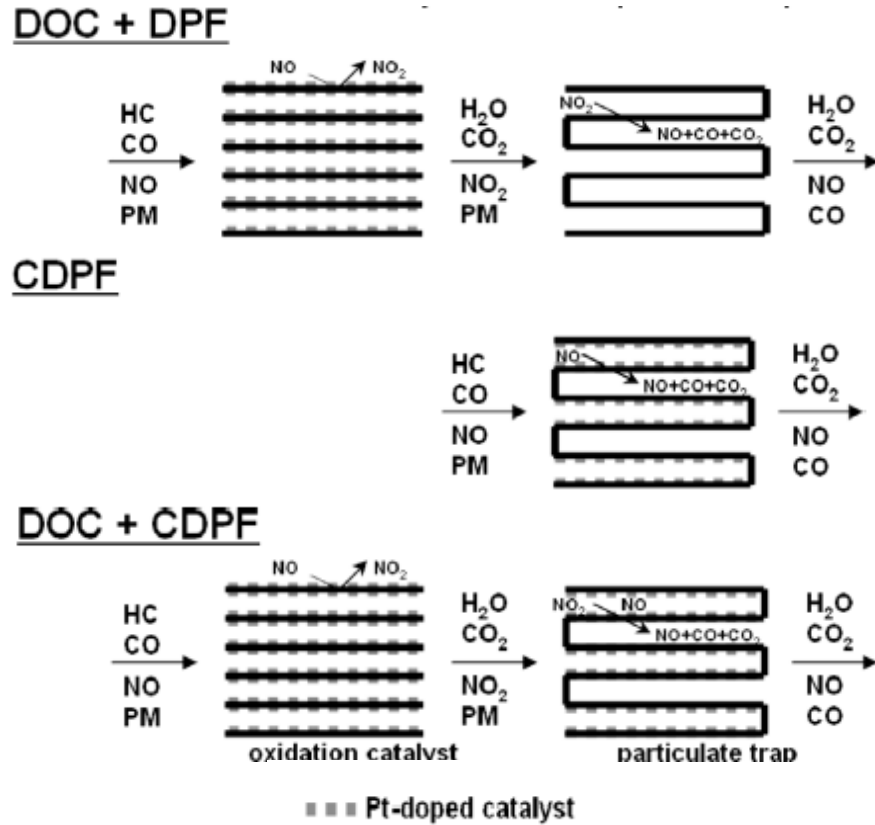 DOC + DPF
NO NO₂
HC
CO
NO
PM
H₂O
CO₂
NO₂
PM
NO₂
NO+CO+CO₂
H₂O
CO₂
NO
CO
CDPF
HC
CO
NO
PM
NO
NO+CO+CO₂
H₂O
CO₂
NO
CO
DOC + CDPF
NO NO₂
HC
CO
NO
PM
H₂O
CO₂
NO₂
PM
NO₂ NO
NO+CO+CO₂
H₂O
CO₂
NO
CO
oxidation catalyst
particulate trap
Pt-doped catalyst